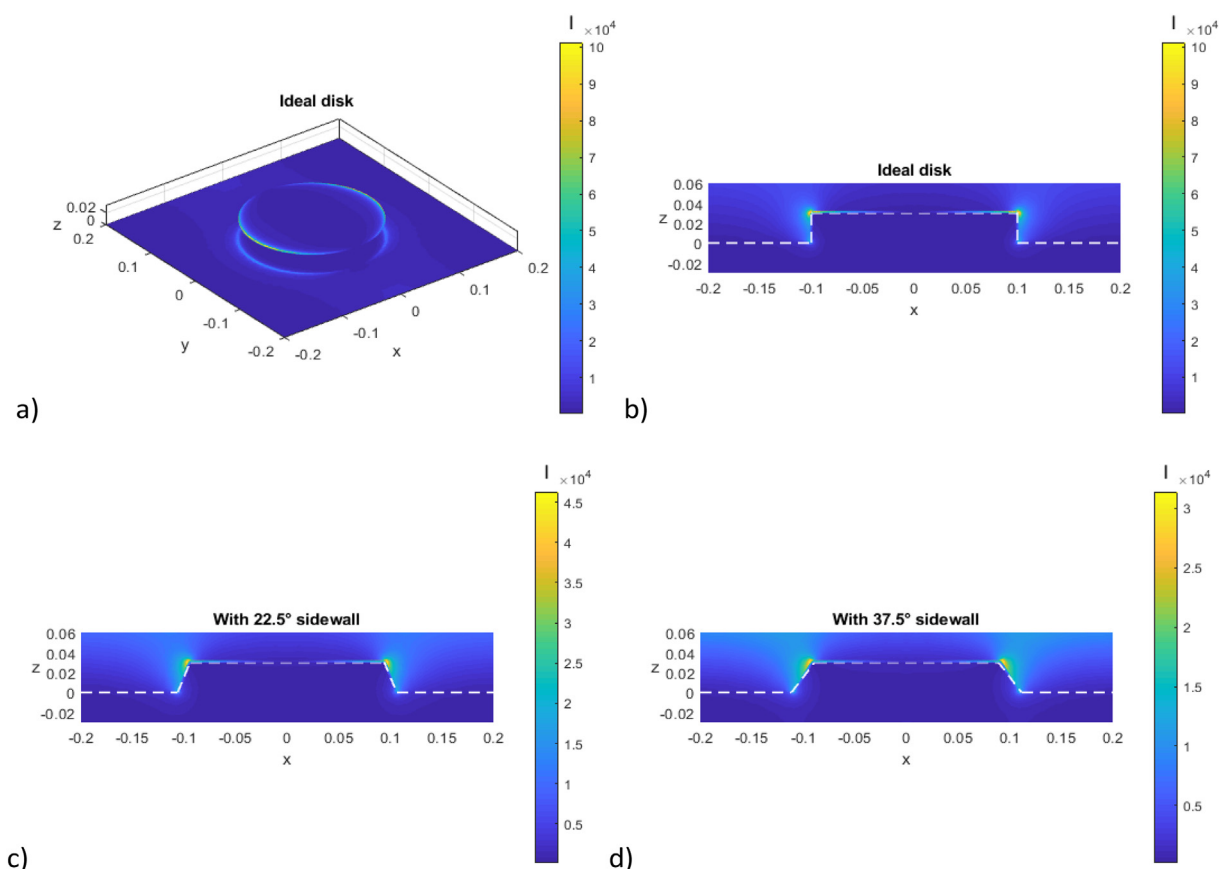 I ×10⁴
10
9
8
7
6
5
4
3
2
1
Ideal disk
0.02
z 0
0.2
0.1
0
-0.1
-0.2
y
-0.2
-0.1
0
0.1
0.2
x
a)
I ×10⁴
10
9
8
7
6
5
4
3
2
1
Ideal disk
0.06
0.04
z 0.02
0
-0.02
-0.2 -0.15 -0.1 -0.05 0 0.05 0.1 0.15 0.2
x
b)
I ×10⁴
4.5
4
3.5
3
2.5
2
1.5
1
0.5
With 22.5° sidewall
0.06
0.04
z 0.02
0
-0.02
-0.2 -0.15 -0.1 -0.05 0 0.05 0.1 0.15 0.2
x
c)
I ×10⁴
3
2.5
2
1.5
1
0.5
With 37.5° sidewall
0.06
0.04
z 0.02
0
-0.02
-0.2 -0.15 -0.1 -0.05 0 0.05 0.1 0.15 0.2
x
d)